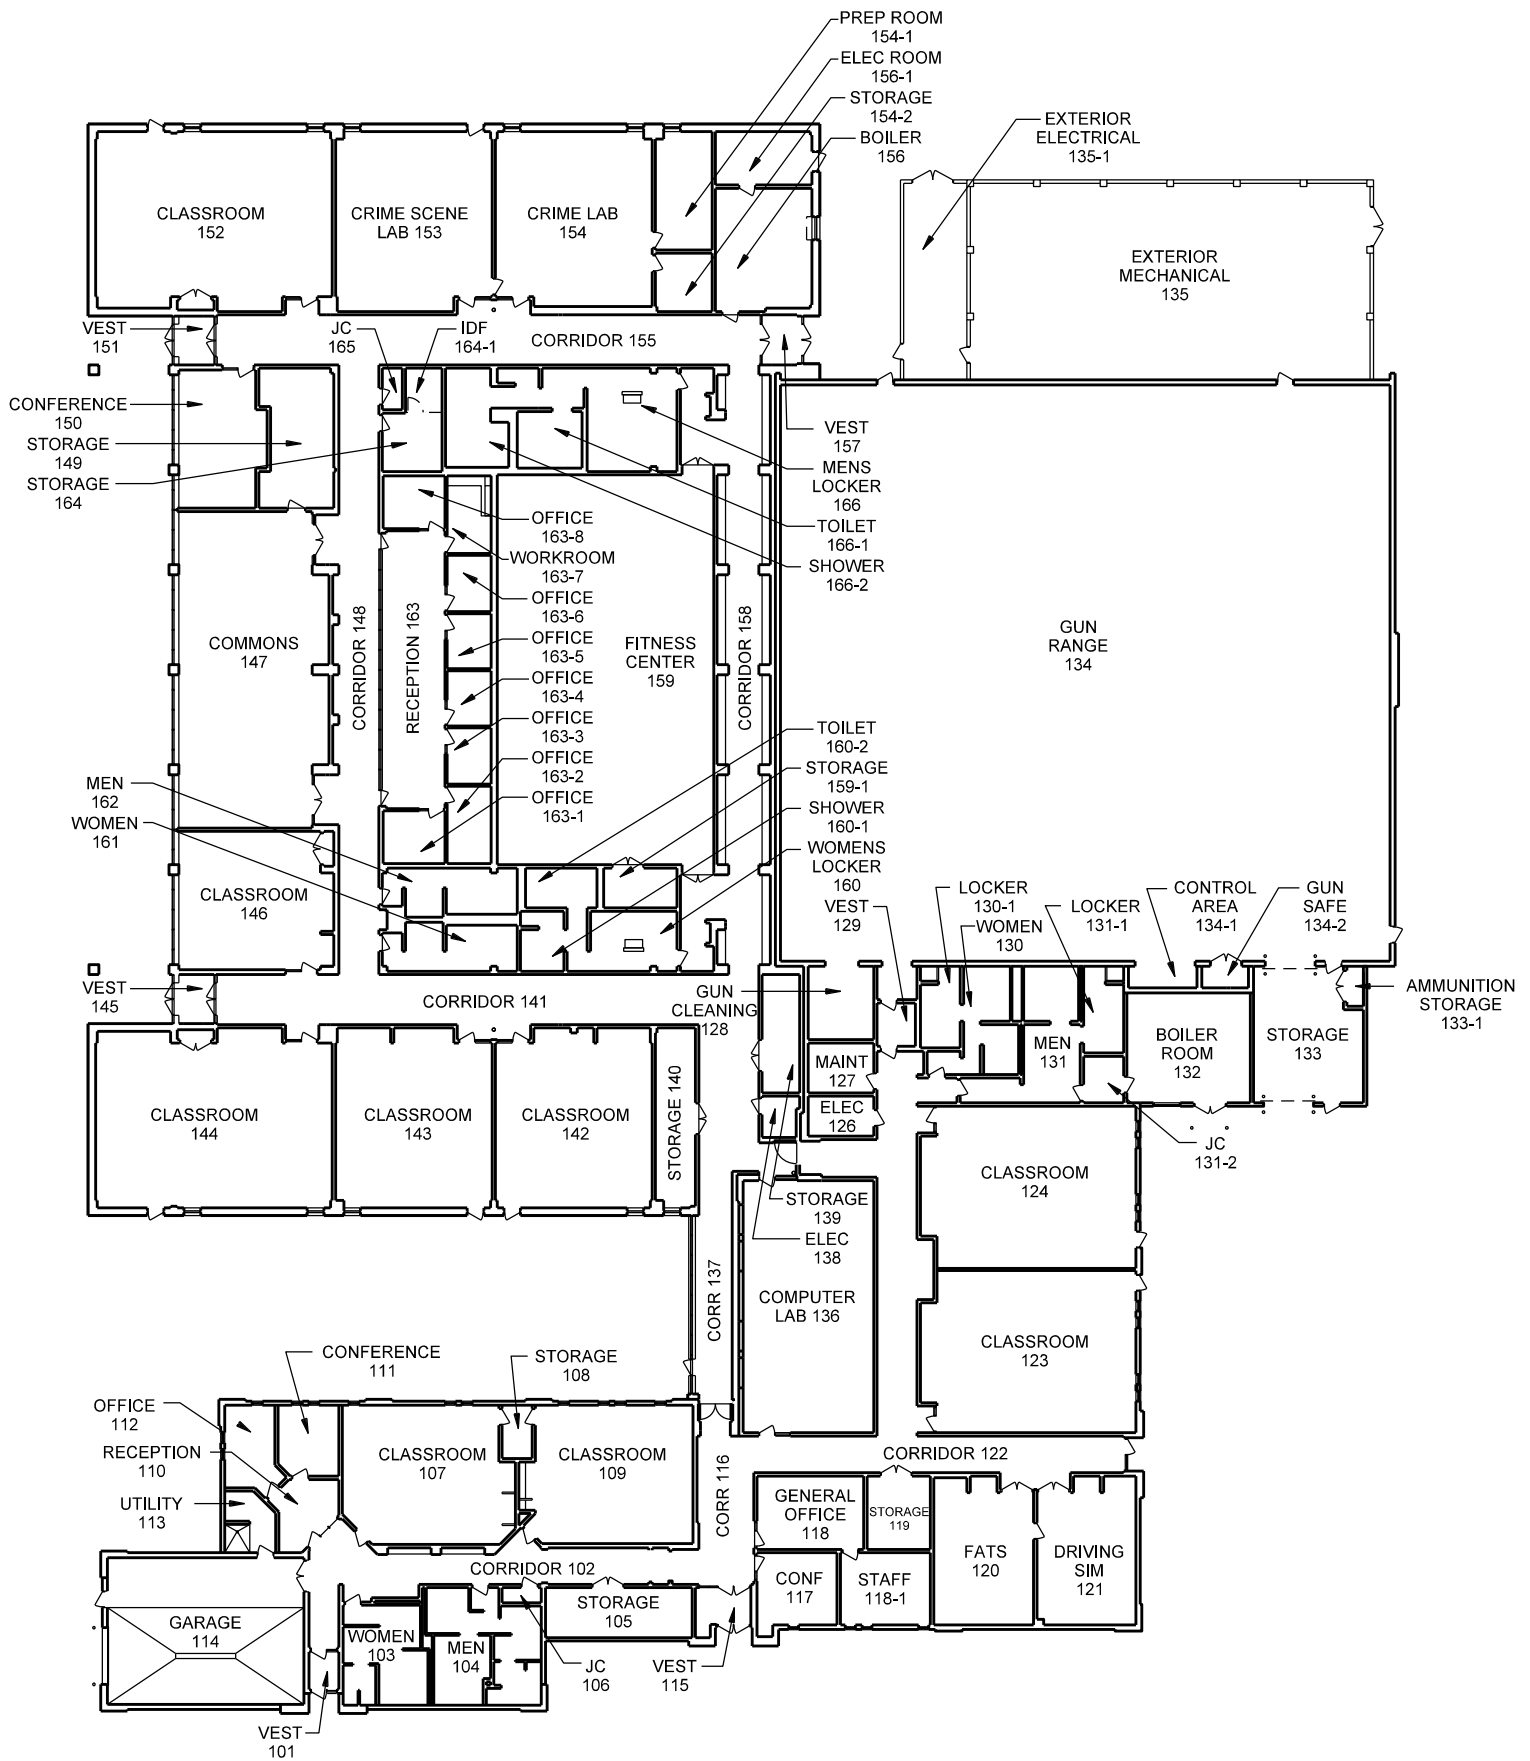 PREP ROOM
154-1
ELEC ROOM
156-1
STORAGE
154-2
BOILER
156
EXTERIOR
ELECTRICAL
135-1
CLASSROOM
152
CRIME SCENE
LAB 153
CRIME LAB
154
EXTERIOR
MECHANICAL
135
VEST
151
JC
165
IDF
164-1
CORRIDOR 155
CONFERENCE
150
STORAGE
149
STORAGE
164
VEST
157
MENS
LOCKER
166
TOILET
166-1
SHOWER
166-2
OFFICE
163-8
WORKROOM
163-7
OFFICE
163-6
OFFICE
163-5
OFFICE
163-4
OFFICE
163-3
OFFICE
163-2
OFFICE
163-1
COMMONS
147
CORRIDOR 148
RECEPTION 163
FITNESS
CENTER
159
CORRIDOR 158
GUN
RANGE
134
TOILET
160-2
STORAGE
159-1
SHOWER
160-1
WOMENS
LOCKER
160
VEST
129
MEN
162
WOMEN
161
CLASSROOM
146
LOCKER
130-1
WOMEN
130
LOCKER
131-1
CONTROL
AREA
134-1
GUN
SAFE
134-2
VEST
145
CORRIDOR 141
GUN
CLEANING
128
AMMUNITION
STORAGE
133-1
CLASSROOM
144
CLASSROOM
143
CLASSROOM
142
STORAGE 140
MAINT
127
ELEC
126
MEN
131
BOILER
ROOM
132
STORAGE
133
JC
131-2
CLASSROOM
124
STORAGE
139
ELEC
138
CORR 137
COMPUTER
LAB 136
CLASSROOM
123
CONFERENCE
111
STORAGE
108
OFFICE
112
RECEPTION
110
UTILITY
113
CLASSROOM
107
CLASSROOM
109
CORR 116
CORRIDOR 122
GENERAL
OFFICE
118
STORAGE
119
FATS
120
DRIVING
SIM
121
CORRIDOR 102
CONF
117
STAFF
118-1
GARAGE
114
WOMEN
103
MEN
104
STORAGE
105
JC
106
VEST
115
VEST
101